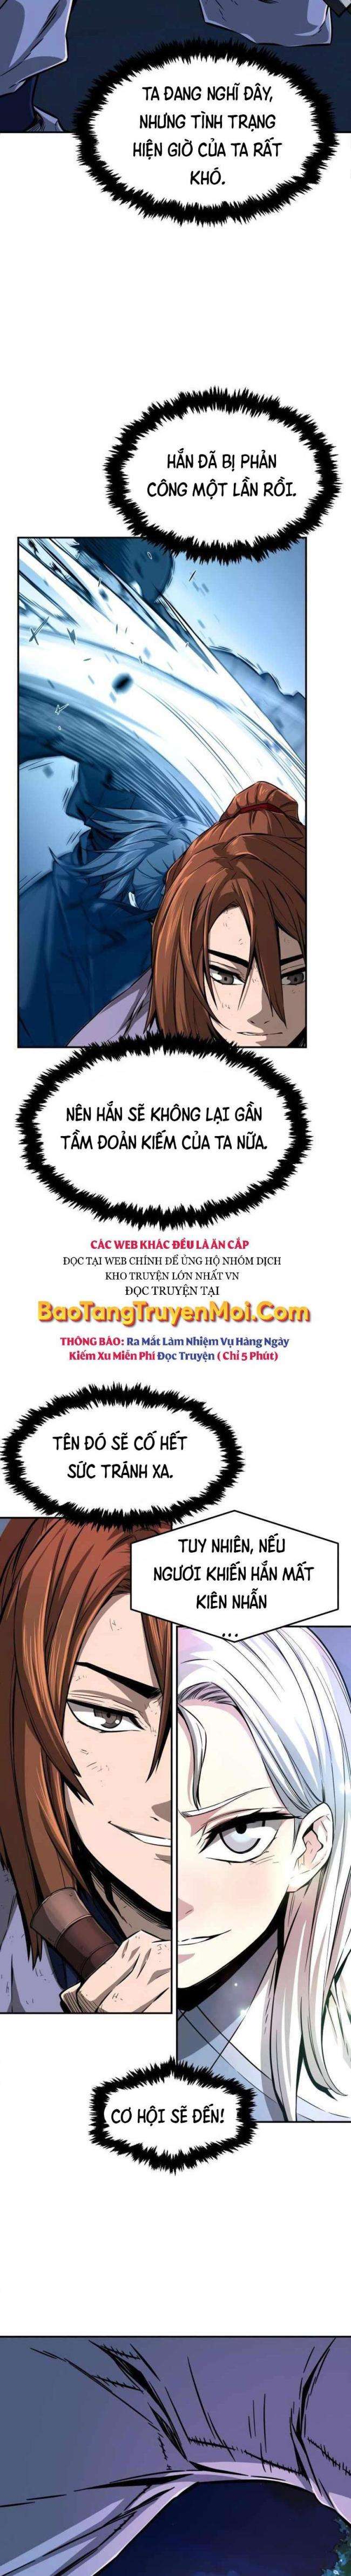 TA ĐANG NGHĨ ĐÂY,
NHƯNG TÌNH TRẠNG
HIỆN GIỜ CỦA TA RẤT
KHÓ.
HẮN ĐÃ BỊ PHẢN
CÔNG MỘT LẦN RỒI.
NÊN HẮN SẼ KHÔNG LẠI GẦN
TẦM ĐOẢN KIẾM CỦA TA NỮA.
CÁC WEB KHÁC ĐỀU LÀ ĂN CẮP
ĐỌC TẠI WEB CHÍNH ĐỂ ỦNG HỘ NHÓM DỊCH
KHO TRUYỆN LỚN NHẤT VN
ĐỌC TRUYỆN TẠI
BaoTangTruyenMoi.Com
THÔNG BÁO: Ra Mắt Làm Nhiệm Vụ Hàng Ngày
Kiếm Xu Miễn Phí Đọc Truyện ( Chỉ 5 Phút)
TÊN ĐÓ SẼ CỐ HẾT
SỨC TRÁNH XA.
TUY NHIÊN, NẾU
NGƯƠI KHIẾN HẮN MẤT
KIÊN NHẪN
...
CƠ HỘI SẼ ĐẾN!